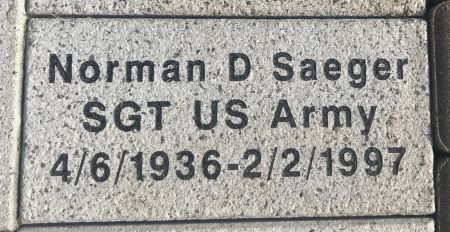 Norman D Saeger
SGT US Army
4/6/1936-2/2/1997